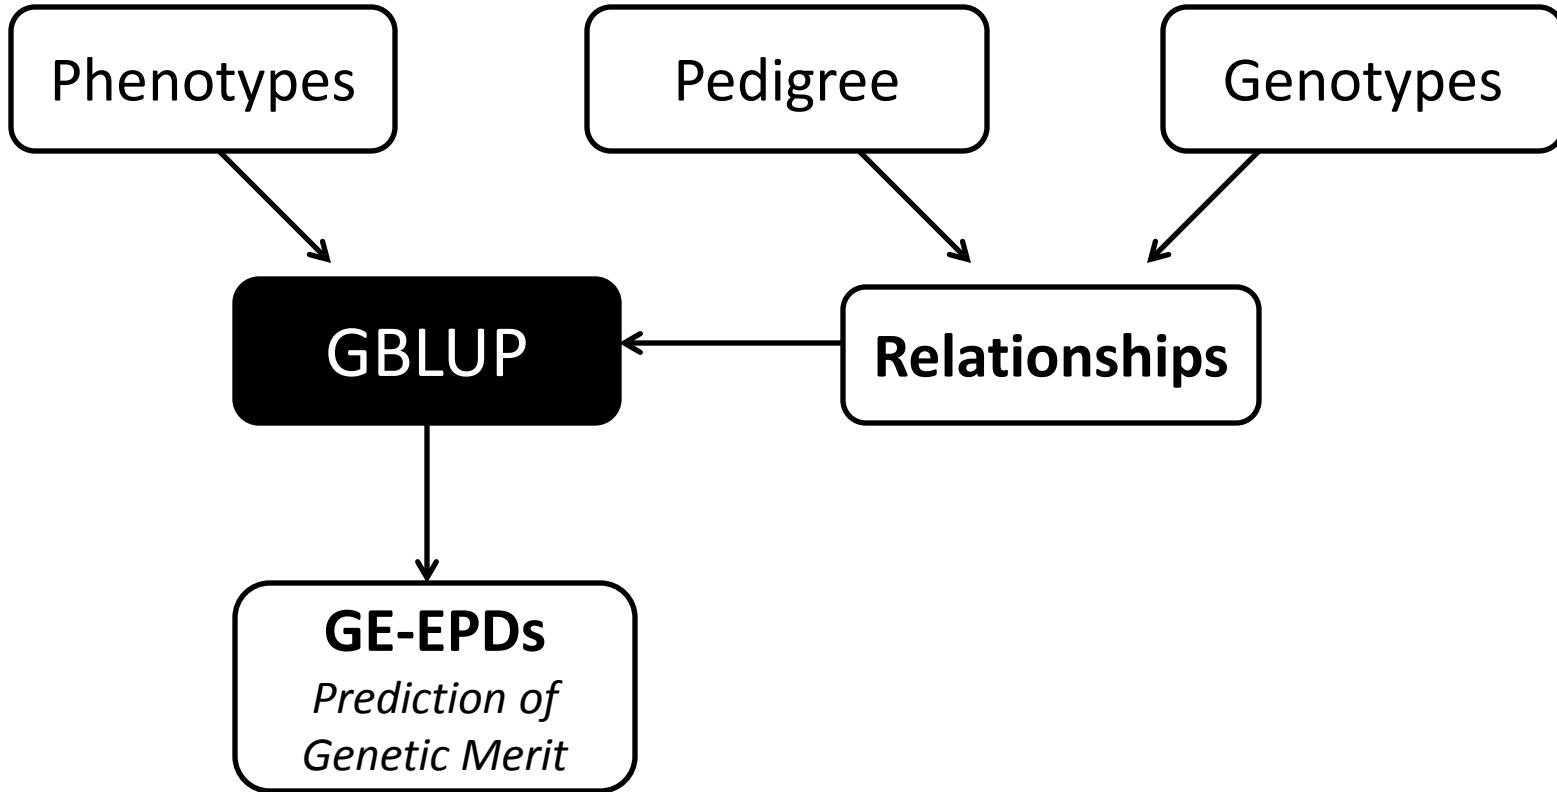 Phenotypes
Pedigree
Genotypes
GBLUP
Relationships
GE-EPDs
Prediction of
Genetic Merit